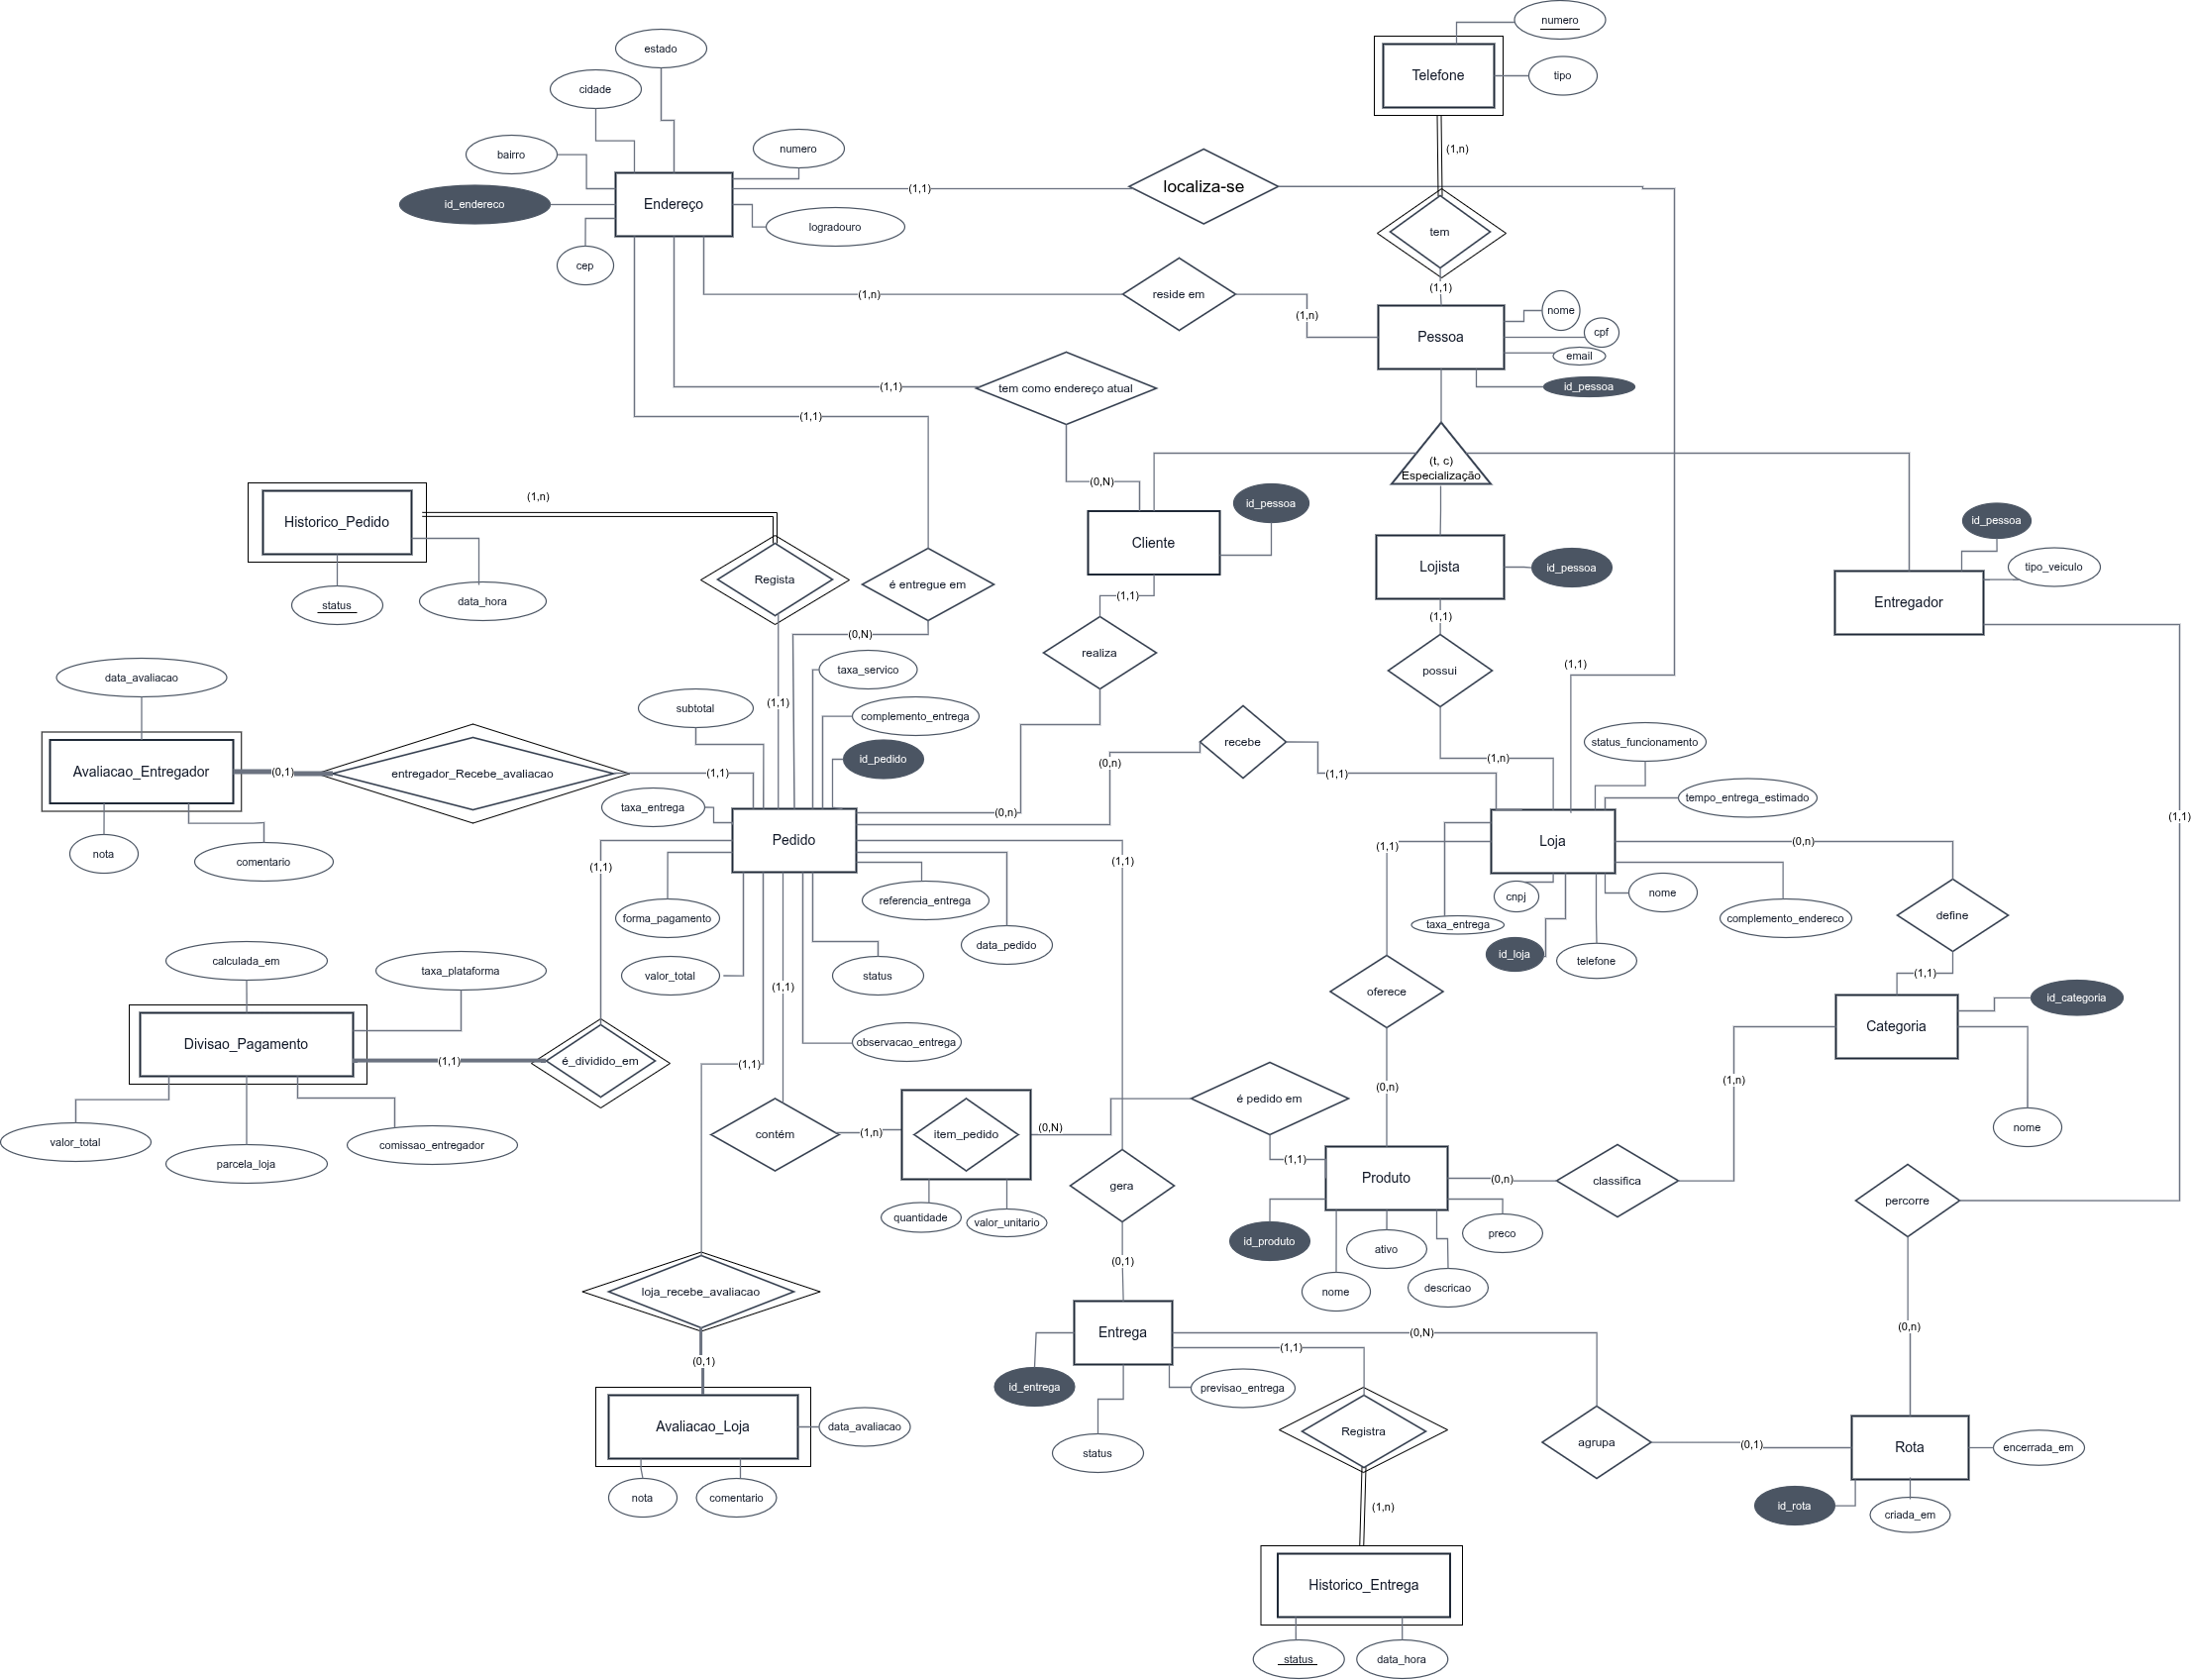 numero
Telefone
tipo
estado
cidade
bairro
numero
(1,n)
Endereço
(1,1)
localiza-se
id_endereco
logradouro
tem
cep
(1,1)
(1,n)
reside em
(1,n)
nome
cpf
Pessoa
email
id_pessoa
(1,1)
tem como endereço atual
(1,1)
(t, c)
Especialização
(0,N)
(1,n)
id_pessoa
Historico_Pedido
Cliente
id_pessoa
Lojista
id_pessoa
tipo_veiculo
Regista
é entregue em
status
data_hora
(1,1)
Entregador
(1,1)
(0,N)
realiza
possui
(1,1)
data_avaliacao
taxa_servico
(1,1)
subtotal
complemento_entrega
recebe
status_funcionamento
id_pedido
(0,n)
(1,n)
Avaliacao_Entregador
(0,1)
entregador_Recebe_avaliacao
(1,1)
(1,1)
tempo_entrega_estimado
taxa_entrega
(0,n)
(1,1)
Pedido
Loja
(0,n)
(1,1)
nota
comentario
(1,1)
(1,1)
cnpj
nome
referencia_entrega
forma_pagamento
taxa_entrega
complemento_endereco
define
data_pedido
id_loja
telefone
calculada_em
taxa_plataforma
valor_total
status
(1,1)
oferece
(1,1)
id_categoria
Categoria
Divisao_Pagamento
(1,1)
é_dividido_em
(1,1)
observacao_entrega
(0,n)
(1,n)
é pedido em
valor_total
comissao_entregador
parcela_loja
contém
(1,n)
item_pedido
(0,N)
nome
(1,1)
Produto
(0,n)
classifica
gera
percorre
quantidade
valor_unitario
id_produto
ativo
preco
nome
descricao
loja_recebe_avaliacao
(0,1)
(0,n)
Entrega
(0,N)
(1,1)
(0,1)
id_entrega
previsao_entrega
Avaliacao_Loja
data_avaliacao
Registra
agrupa
(0,1)
Rota
encerrada_em
status
nota
comentario
(1,n)
id_rota
criada_em
Historico_Entrega
status
data_hora